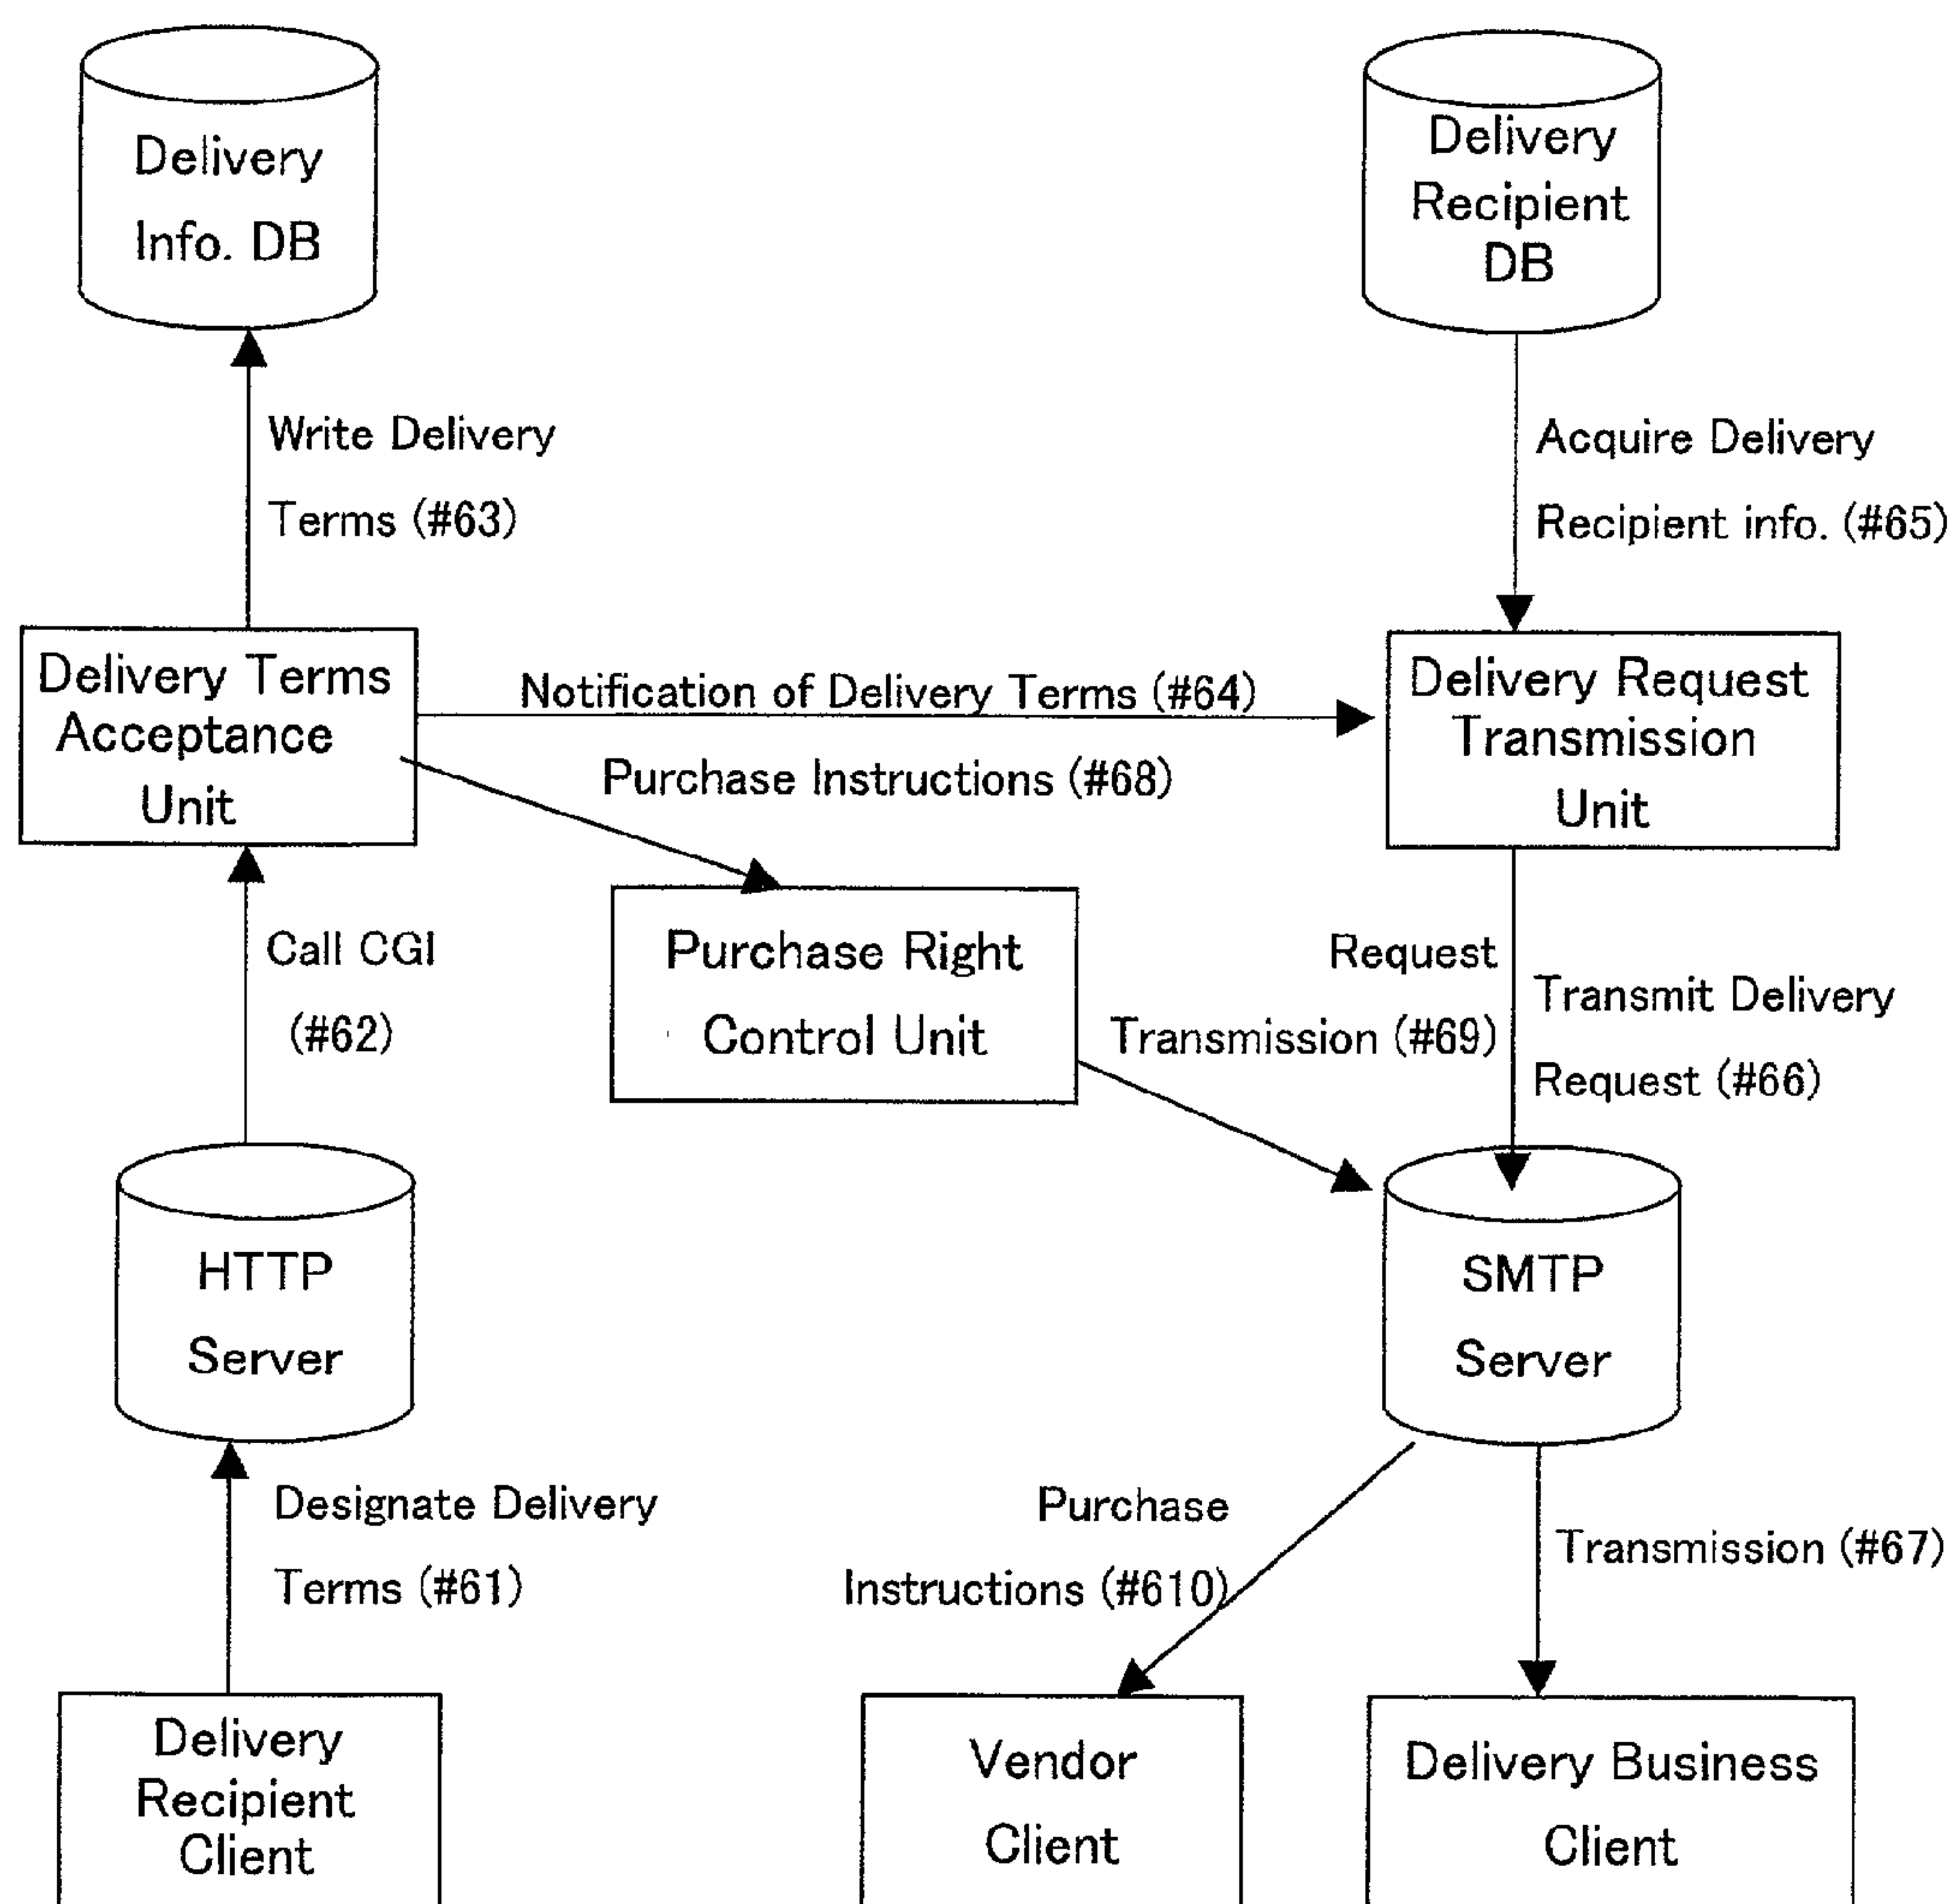 Delivery
Info. DB
Delivery
Recipient
DB
Write Delivery
Terms (#63)
Acquire Delivery
Recipient info. (#65)
Delivery Terms
Acceptance
Unit
Notification of Delivery Terms (#64)
Purchase Instructions (#68)
Delivery Request
Transmission
Unit
Call CGI
(#62)
Purchase Right
Control Unit
Request
Transmission (#69)
Transmit Delivery
Request (#66)
HTTP
Server
SMTP
Server
Designate Delivery
Terms (#61)
Purchase
Instructions (#610)
Transmission (#67)
Delivery
Recipient
Client
Vendor
Client
Delivery Business
Client